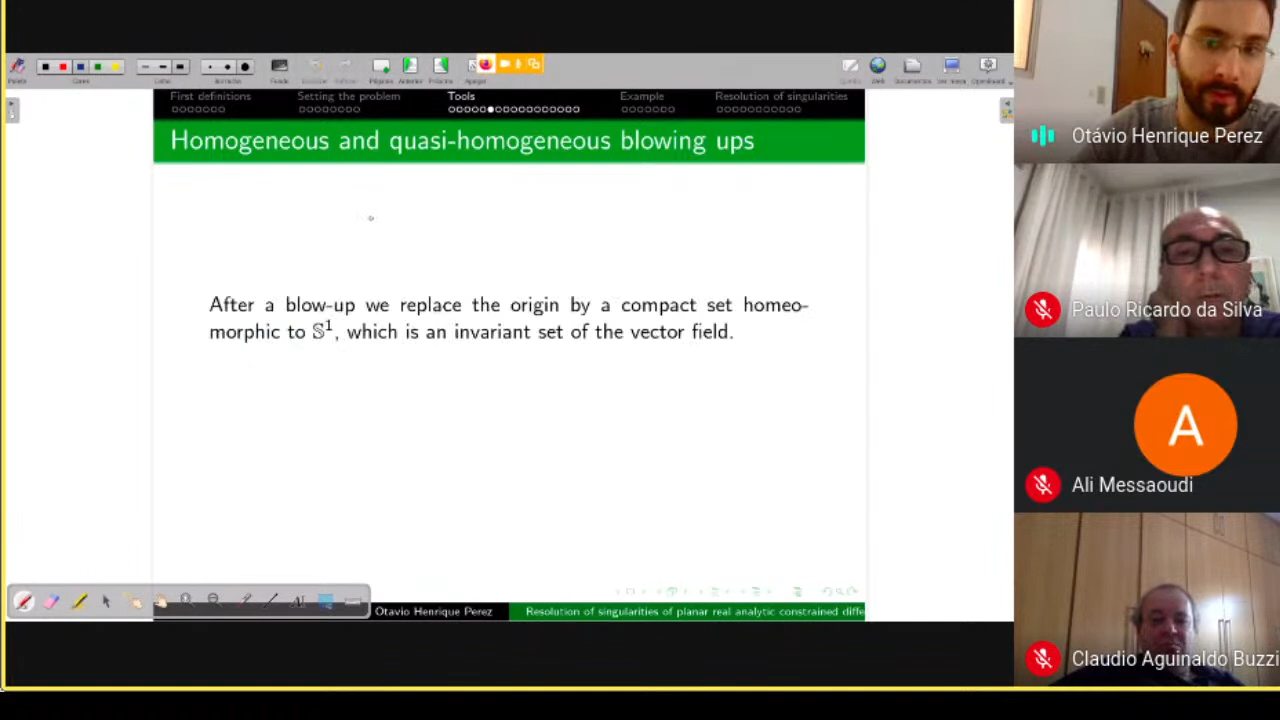 First definitions
Setting the problem
Tools
Example
Resolution of singularities
Homogeneous and quasi-homogeneous blowing ups
After a blow-up we replace the origin by a compact set homeo-
morphic to 𝕊¹, which is an invariant set of the vector field.
Otavio Henrique Perez
Resolution of singularities of planar real analytic constrained diffe
Otávio Henrique Perez
Paulo Ricardo da Silva
A
Ali Messaoudi
Claudio Aguinaldo Buzzi